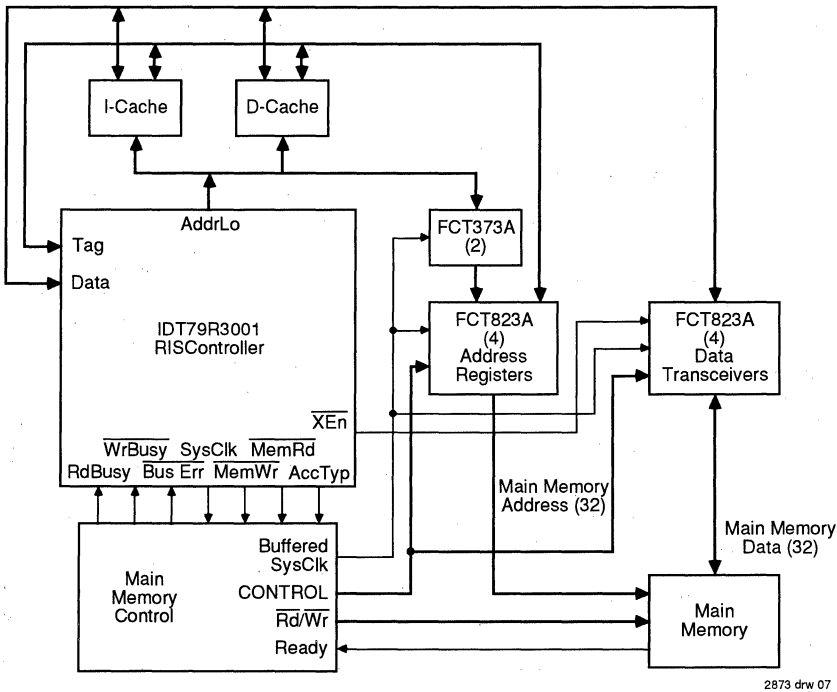 I-Cache
D-Cache
AddrLo
Tag
Data
IDT79R3001
RISController
XEn
WrBusy SysClk MemRd
RdBusy Bus Err MemWr AccTyp
FCT373A
(2)
FCT823A
(4)
Address
Registers
FCT823A
(4)
Data
Transceivers
Main Memory
Address (32)
Main Memory
Data (32)
Main
Memory
Control
Buffered
SysClk
CONTROL
Rd/Wr
Ready
Main
Memory
2873 drw 07